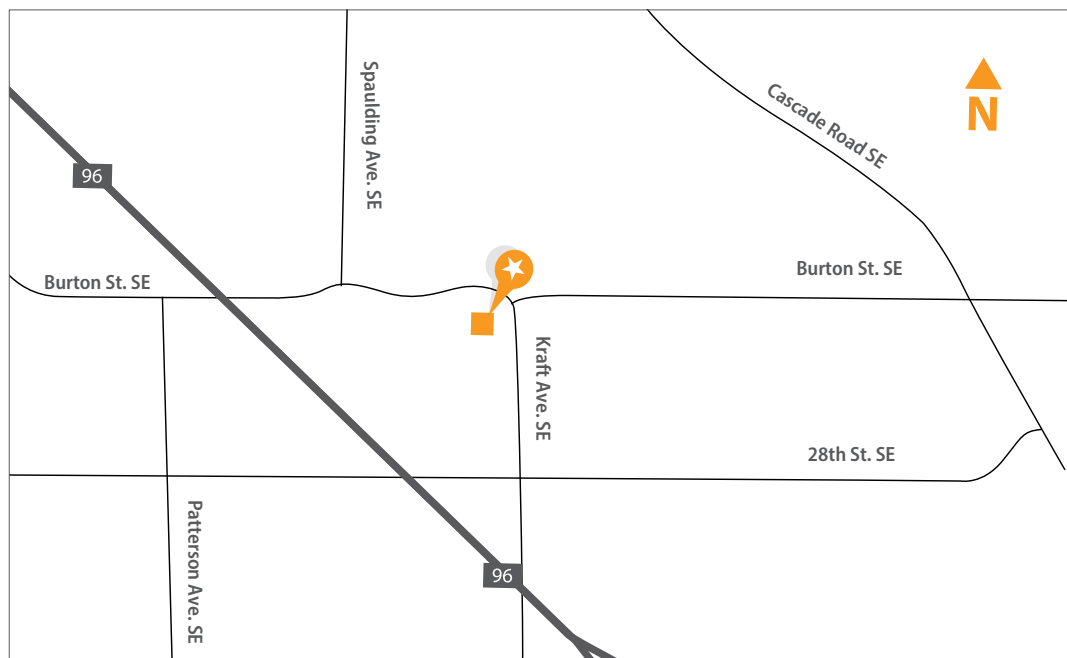 Spaulding Ave. SE
Cascade Road SE
N
96
Burton St. SE
Burton St. SE
Kraft Ave. SE
28th St. SE
Patterson Ave. SE
96